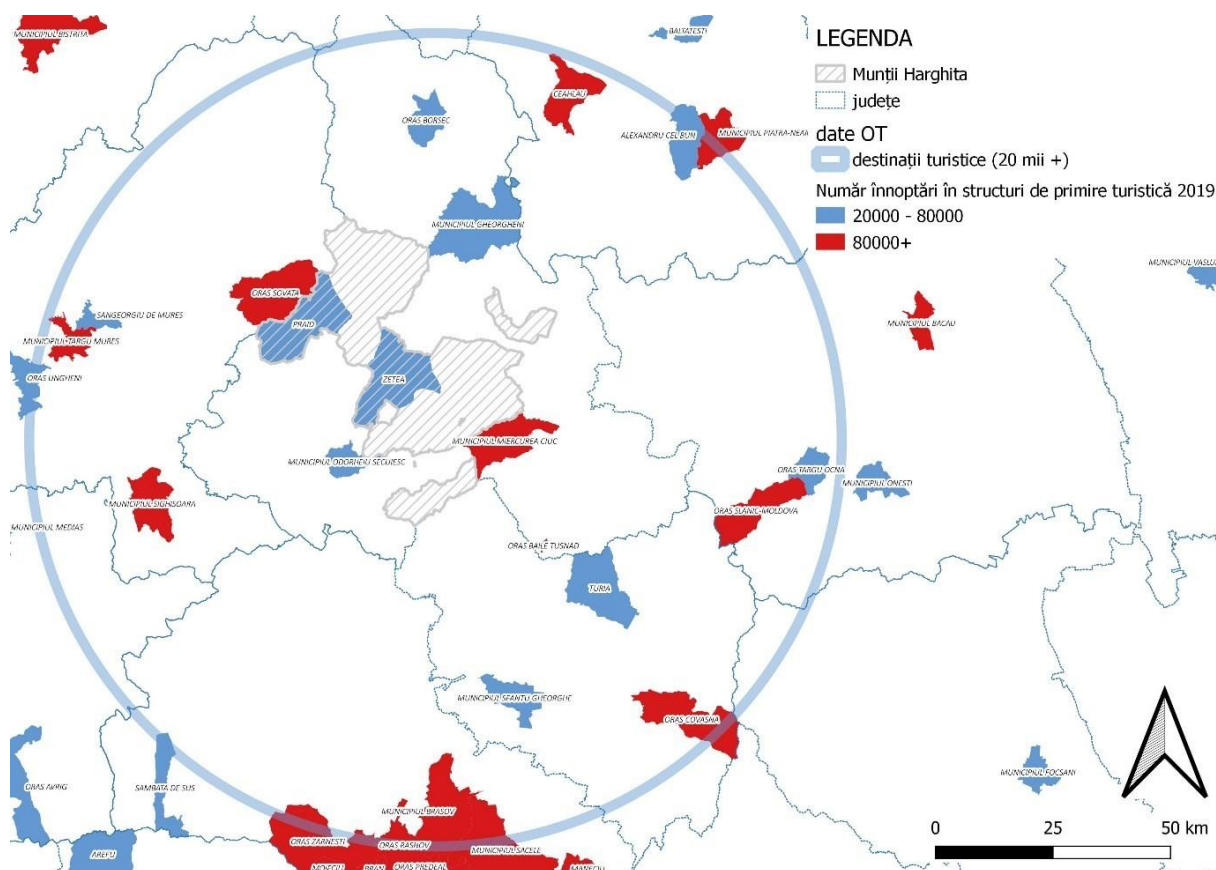 MUNICIPIUL BISTRITA
BALTATESTI
LEGENDA
Munții Harghita
județe
date OT
destinații turistice (20 mii +)
Număr înnoptări în structuri de primire turistică 2019
20000 - 80000
80000+
CEAHLAU
ORAS BORSEC
ALEXANDRU CEL BUN
MUNICIPIUL PIATRA-NEAM
MUNICIPIUL GHEORGHENI
MUNICIPIUL VASLUI
ORAS SOVATA
SANGEORGIU DE MURES
PRAID
MUNICIPIUL BACAU
MUNICIPIUL TARGU MURES
ORAS UNGHENI
ZETEA
MUNICIPIUL MIERCUREA CIUC
MUNICIPIUL ODORHEIU SECUIESC
ORAS TARGU OCNA
MUNICIPIUL ONESTI
MUNICIPIUL SIGHISOARA
ORAS SLANIC-MOLDOVA
MUNICIPIUL MEDIAS
ORAS BAILE TUSNAD
TURIA
MUNICIPIUL SFANTU GHEORGHE
ORAS COVASNA
MUNICIPIUL FOCSANI
ORAS AVRIG
SAMBATA DE SUS
MUNICIPIUL BRASOV
ORAS ZARNESTI
ORAS RASNOV
MUNICIPIUL SACELE
AREFU
MOECIU
BRAN
ORAS PREDEAL
MANECIU
0 25 50 km